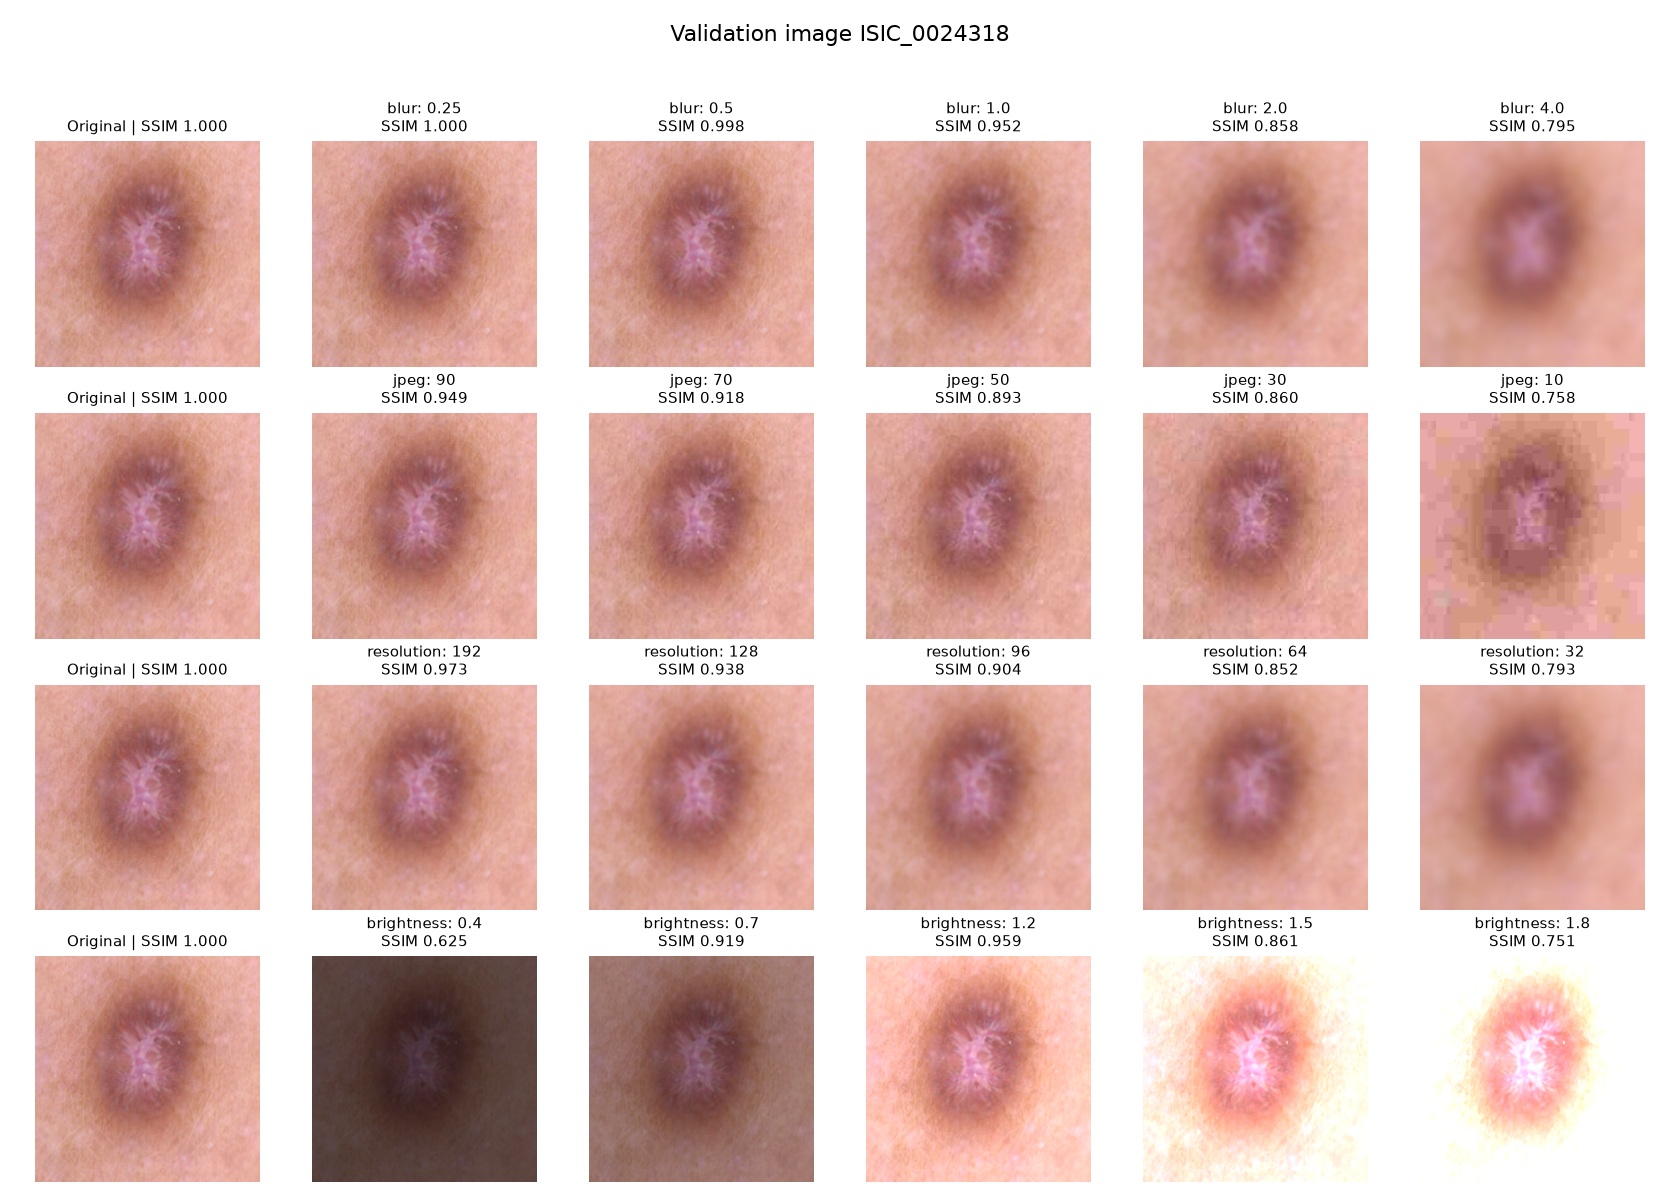 Validation image ISIC_0024318
blur: 0.25
blur: 0.5
blur: 1.0
blur: 2.0
blur: 4.0
Original | SSIM 1.000
SSIM 1.000
SSIM 0.998
SSIM 0.952
SSIM 0.858
SSIM 0.795
jpeg: 90
jpeg: 70
jpeg: 50
jpeg: 30
jpeg: 10
Original | SSIM 1.000
SSIM 0.949
SSIM 0.918
SSIM 0.893
SSIM 0.860
SSIM 0.758
resolution: 192
resolution: 128
resolution: 96
resolution: 64
resolution: 32
Original | SSIM 1.000
SSIM 0.973
SSIM 0.938
SSIM 0.904
SSIM 0.852
SSIM 0.793
brightness: 0.4
brightness: 0.7
brightness: 1.2
brightness: 1.5
brightness: 1.8
Original | SSIM 1.000
SSIM 0.625
SSIM 0.919
SSIM 0.959
SSIM 0.861
SSIM 0.751